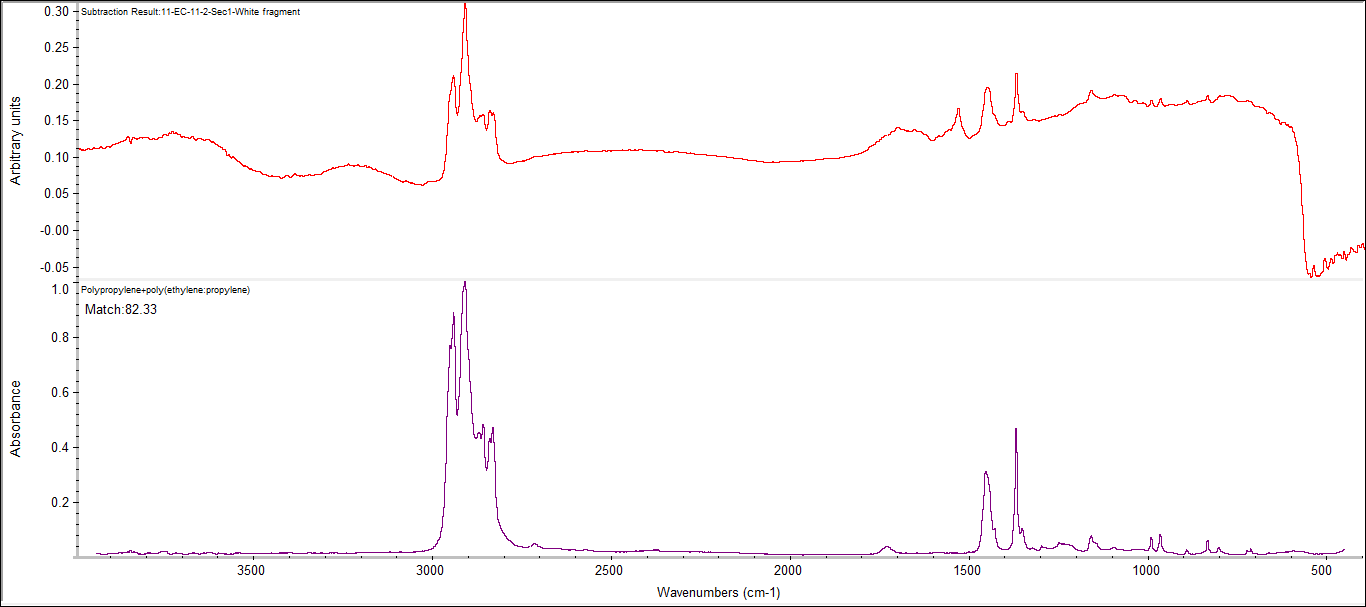 Subtraction Result:11-EC-11-2-Sec1-White fragment
0.30
0.25
0.20
0.15
0.10
0.05
-0.00
-0.05
Arbitrary units
Polypropylene+poly(ethylene:propylene)
Match:82.33
1.0
0.8
0.6
0.4
0.2
Absorbance
3500 3000 2500 2000 1500 1000 500
Wavenumbers (cm-1)